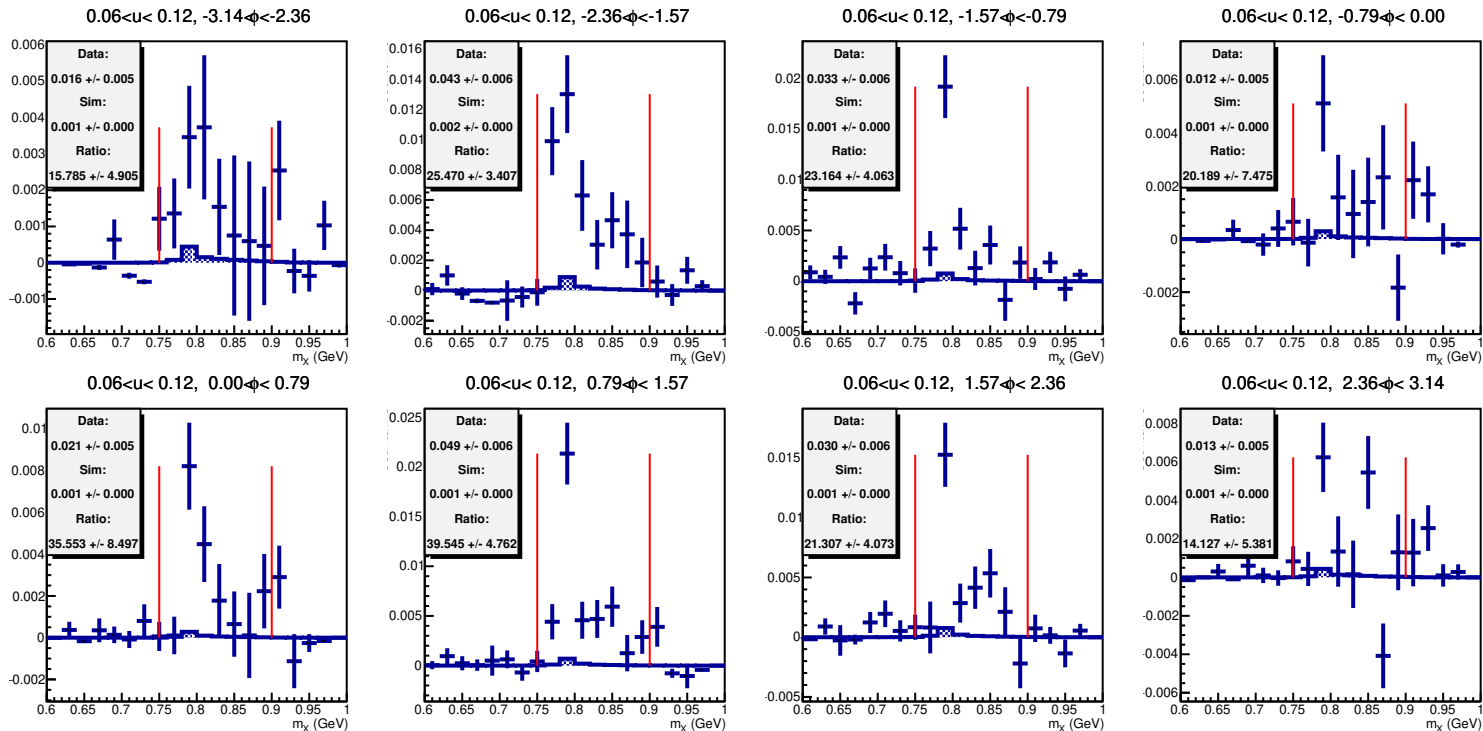 0.06<u< 0.12, -3.14<ϕ<-2.36
Data:
0.016 +/- 0.005
Sim:
0.001 +/- 0.000
Ratio:
15.785 +/- 4.905
0.006
0.005
0.004
0.003
0.002
0.001
0
-0.001
0.6 0.65 0.7 0.75 0.8 0.85 0.9 0.95 1
mX (GeV)
0.06<u< 0.12, -2.36<ϕ<-1.57
Data:
0.043 +/- 0.006
Sim:
0.002 +/- 0.000
Ratio:
25.470 +/- 3.407
0.016
0.014
0.012
0.01
0.008
0.006
0.004
0.002
0
-0.002
0.6 0.65 0.7 0.75 0.8 0.85 0.9 0.95 1
mX (GeV)
0.06<u< 0.12, -1.57<ϕ<-0.79
Data:
0.033 +/- 0.006
Sim:
0.001 +/- 0.000
Ratio:
23.164 +/- 4.063
0.02
0.015
0.01
0.005
0
-0.005
0.6 0.65 0.7 0.75 0.8 0.85 0.9 0.95 1
mX (GeV)
0.06<u< 0.12, -0.79<ϕ< 0.00
Data:
0.012 +/- 0.005
Sim:
0.001 +/- 0.000
Ratio:
20.189 +/- 7.475
0.006
0.004
0.002
0
-0.002
0.6 0.65 0.7 0.75 0.8 0.85 0.9 0.95 1
mX (GeV)
0.06<u< 0.12, 0.00<ϕ< 0.79
Data:
0.021 +/- 0.005
Sim:
0.001 +/- 0.000
Ratio:
35.553 +/- 8.497
0.01
0.008
0.006
0.004
0.002
0
-0.002
0.6 0.65 0.7 0.75 0.8 0.85 0.9 0.95 1
mX (GeV)
0.06<u< 0.12, 0.79<ϕ< 1.57
Data:
0.049 +/- 0.006
Sim:
0.001 +/- 0.000
Ratio:
39.545 +/- 4.762
0.025
0.02
0.015
0.01
0.005
0
0.6 0.65 0.7 0.75 0.8 0.85 0.9 0.95 1
mX (GeV)
0.06<u< 0.12, 1.57<ϕ< 2.36
Data:
0.030 +/- 0.006
Sim:
0.001 +/- 0.000
Ratio:
21.307 +/- 4.073
0.015
0.01
0.005
0
-0.005
0.6 0.65 0.7 0.75 0.8 0.85 0.9 0.95 1
mX (GeV)
0.06<u< 0.12, 2.36<ϕ< 3.14
Data:
0.013 +/- 0.005
Sim:
0.001 +/- 0.000
Ratio:
14.127 +/- 5.381
0.008
0.006
0.004
0.002
0
-0.002
-0.004
-0.006
0.6 0.65 0.7 0.75 0.8 0.85 0.9 0.95 1
mX (GeV)